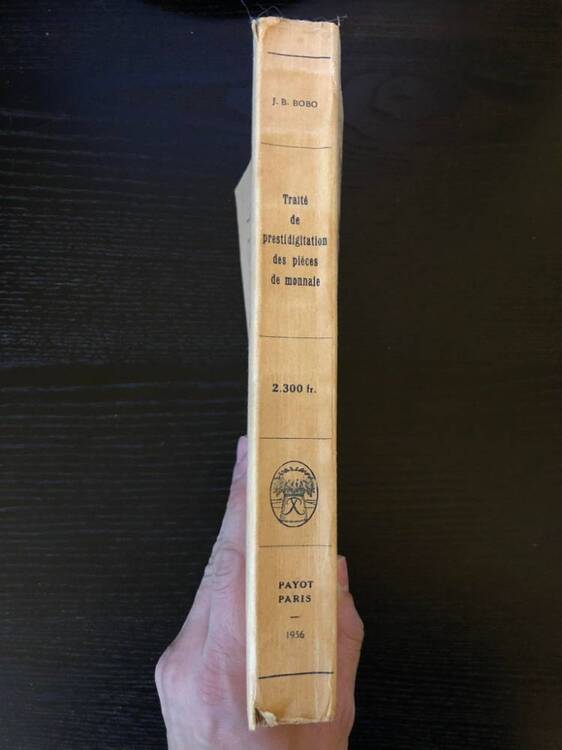 J. B. BOBO
Traité
de
prestidigitation
des pièces
de monnaie
2.300 fr.
PAYOT
PARIS
1956